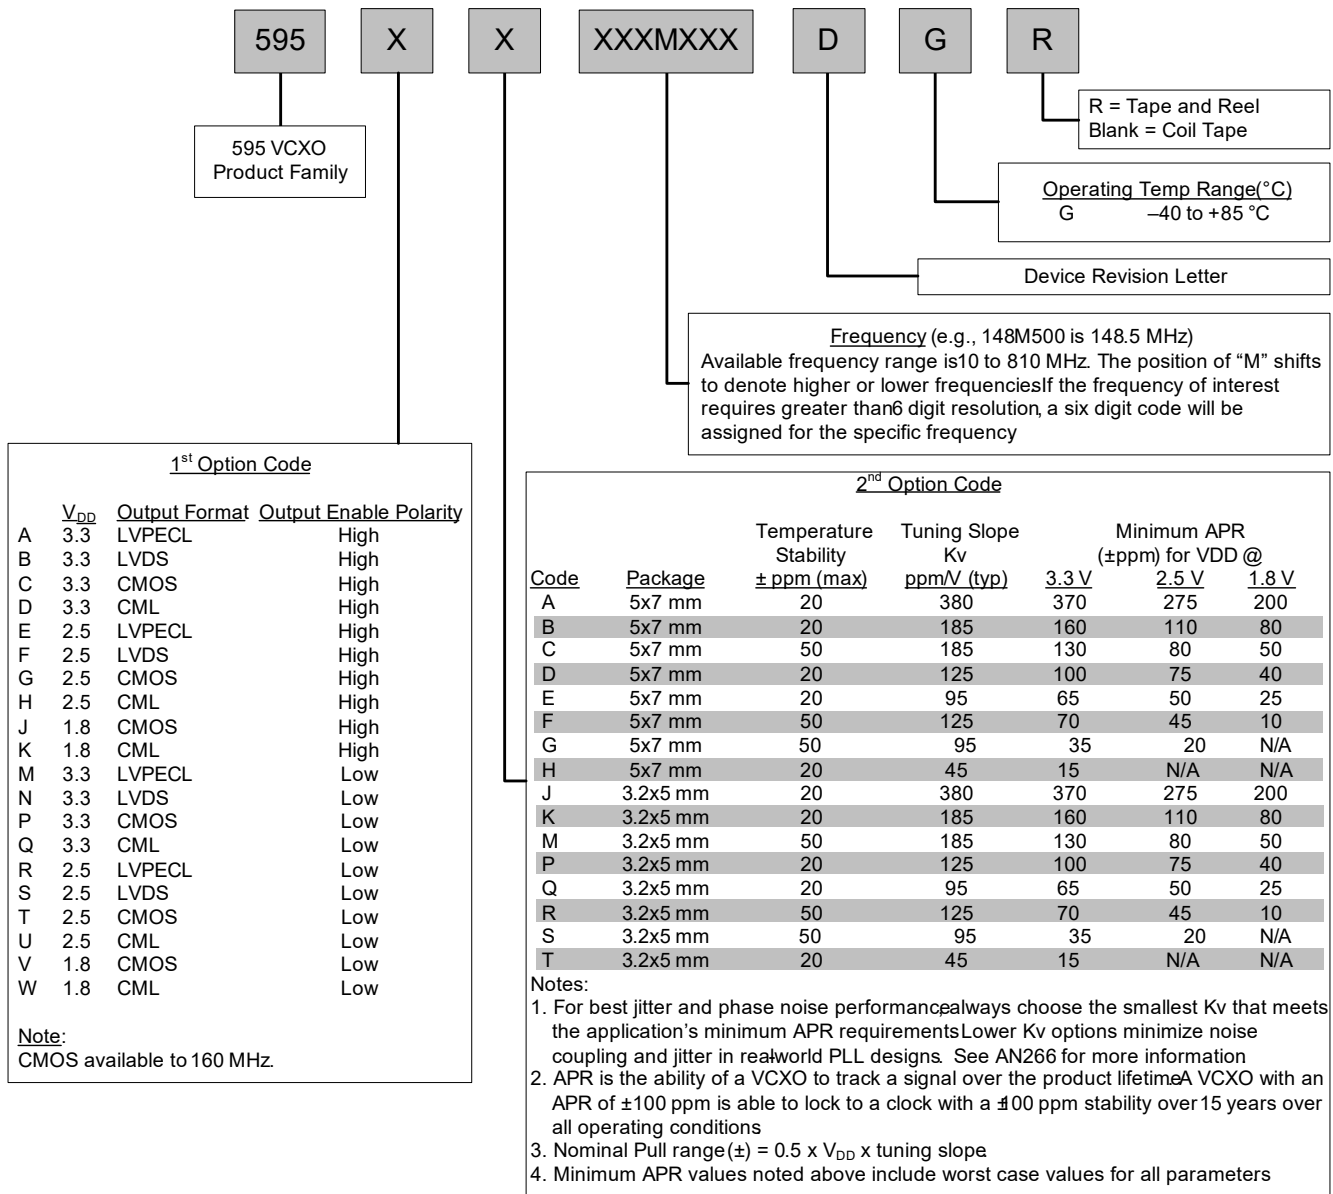 595 X X XXXMXXX D G R
R = Tape and Reel
Blank = Coil Tape
595 VCXO
Product Family
Operating Temp Range(°C)
G –40 to +85 °C
Device Revision Letter
Frequency (e.g., 148M500 is 148.5 MHz)
Available frequency range is10 to 810 MHz. The position of “M” shifts
to denote higher or lower frequenciesIf the frequency of interest
requires greater than6 digit resolution, a six digit code will be
assigned for the specific frequency
1st Option Code
VDD Output Format Output Enable Polarity
A 3.3 LVPECL High
B 3.3 LVDS High
C 3.3 CMOS High
D 3.3 CML High
E 2.5 LVPECL High
F 2.5 LVDS High
G 2.5 CMOS High
H 2.5 CML High
J 1.8 CMOS High
K 1.8 CML High
M 3.3 LVPECL Low
N 3.3 LVDS Low
P 3.3 CMOS Low
Q 3.3 CML Low
R 2.5 LVPECL Low
S 2.5 LVDS Low
T 2.5 CMOS Low
U 2.5 CML Low
V 1.8 CMOS Low
W 1.8 CML Low
Note:
CMOS available to 160 MHz.
2nd Option Code
Temperature Tuning Slope Minimum APR
Stability Kv (±ppm) for VDD @
Code Package ± ppm (max) ppm/V (typ) 3.3 V 2.5 V 1.8 V
A 5x7 mm 20 380 370 275 200
B 5x7 mm 20 185 160 110 80
C 5x7 mm 50 185 130 80 50
D 5x7 mm 20 125 100 75 40
E 5x7 mm 20 95 65 50 25
F 5x7 mm 50 125 70 45 10
G 5x7 mm 50 95 35 20 N/A
H 5x7 mm 20 45 15 N/A N/A
J 3.2x5 mm 20 380 370 275 200
K 3.2x5 mm 20 185 160 110 80
M 3.2x5 mm 50 185 130 80 50
P 3.2x5 mm 20 125 100 75 40
Q 3.2x5 mm 20 95 65 50 25
R 3.2x5 mm 50 125 70 45 10
S 3.2x5 mm 50 95 35 20 N/A
T 3.2x5 mm 20 45 15 N/A N/A
Notes:
1. For best jitter and phase noise performance, always choose the smallest Kv that meets
the application’s minimum APR requirements. Lower Kv options minimize noise
coupling and jitter in real-world PLL designs. See AN266 for more information
2. APR is the ability of a VCXO to track a signal over the product lifetime. A VCXO with an
APR of ±100 ppm is able to lock to a clock with a ±100 ppm stability over 15 years over
all operating conditions
3. Nominal Pull range (±) = 0.5 x VDD x tuning slope.
4. Minimum APR values noted above include worst case values for all parameters